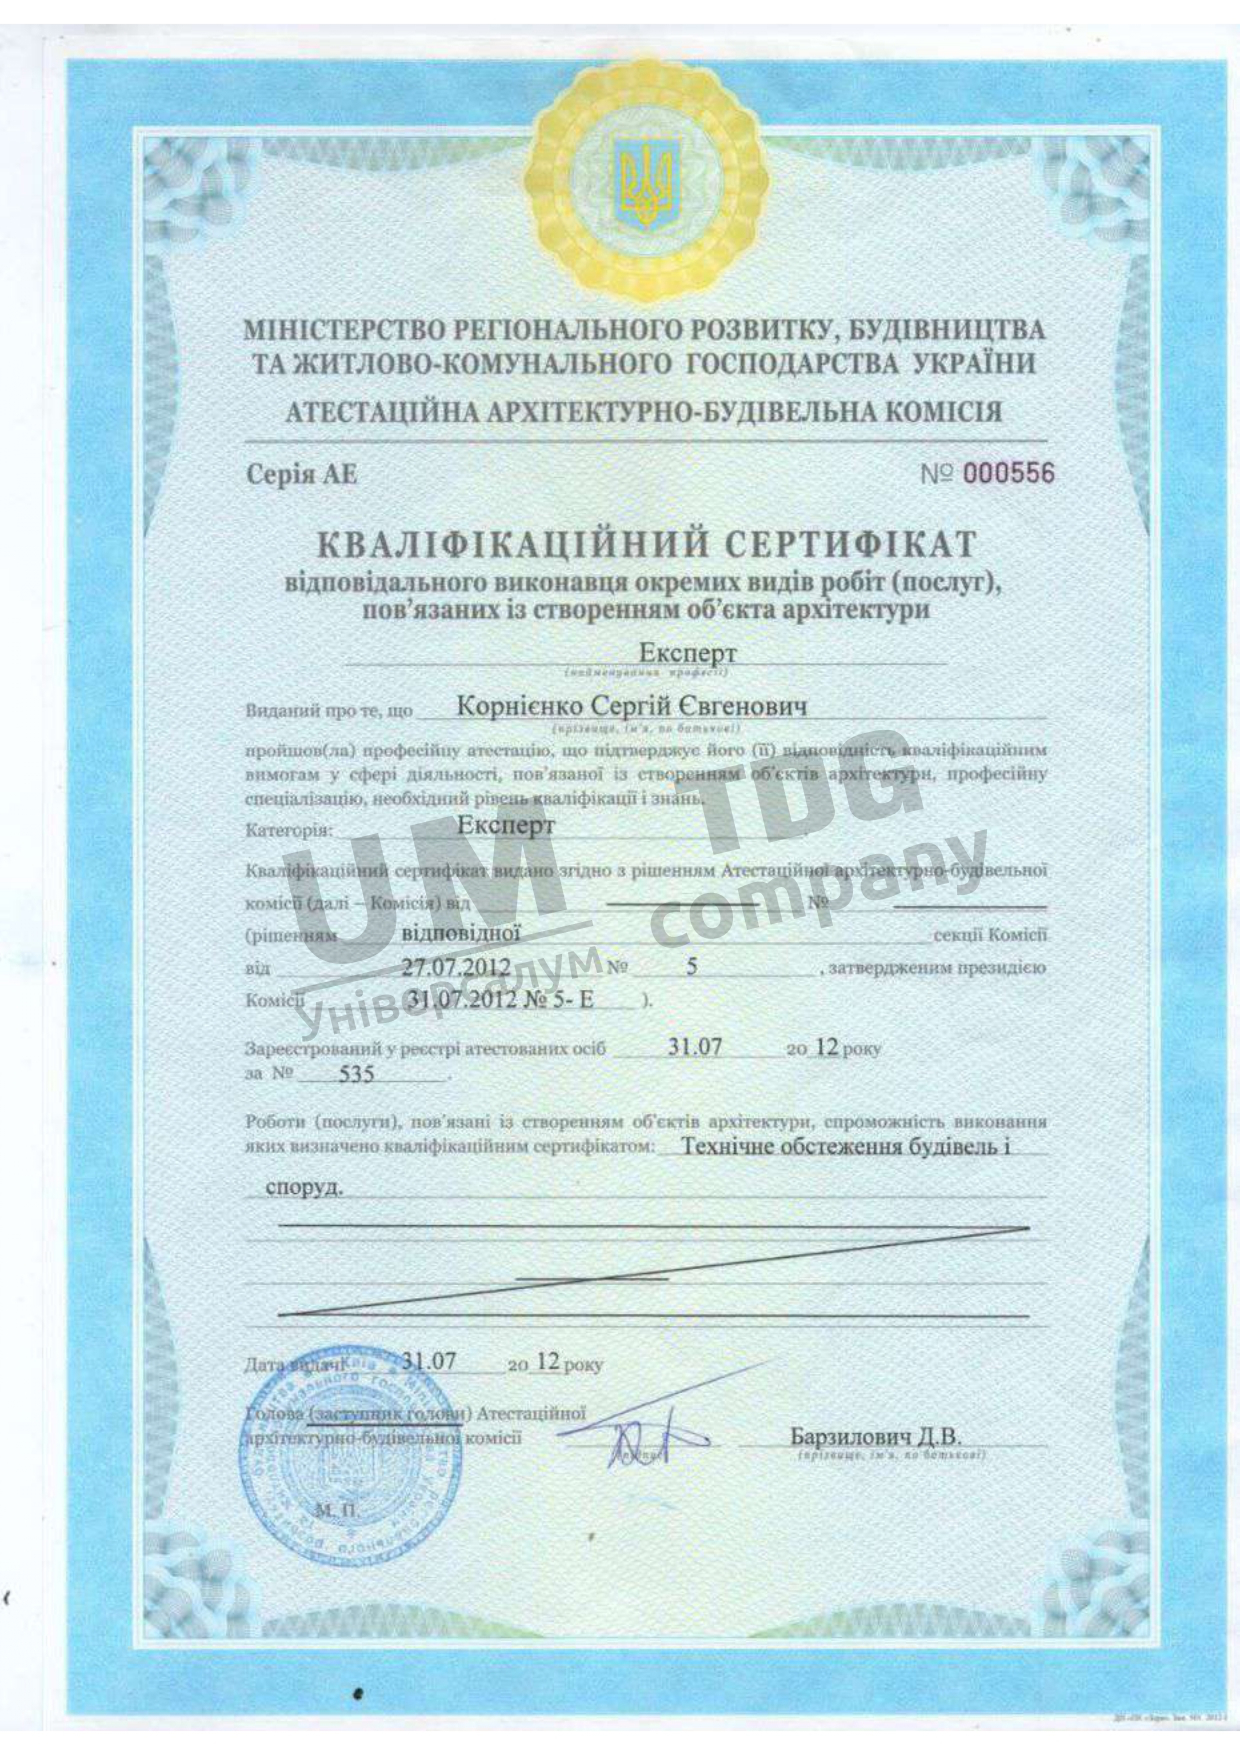 МІНІСТЕРСТВО РЕГІОНАЛЬНОГО РОЗВИТКУ, БУДІВНИЦТВА
ТА ЖИТЛОВО-КОМУНАЛЬНОГО ГОСПОДАРСТВА УКРАЇНИ
АТЕСТАЦІЙНА АРХІТЕКТУРНО-БУДІВЕЛЬНА КОМІСІЯ
Серія АЕ № 000556
КВАЛІФІКАЦІЙНИЙ СЕРТИФІКАТ
відповідального виконавця окремих видів робіт (послуг),
пов’язаних із створенням об’єкта архітектури
Експерт
(найменування професії)
Виданий про те, що Корнієнко Сергій Євгенович
(прізвище, ім’я, по батькові)
пройшов(ла) професійну атестацію, що підтверджує його (її) відповідність кваліфікаційним
вимогам у сфері діяльності, пов’язаної із створенням об’єктів архітектури, професійну
спеціалізацію, необхідний рівень кваліфікації і знань.
Категорія: Експерт.
Кваліфікаційний сертифікат видано згідно з рішенням Атестаційної архітектурно-будівельної
комісії (далі – Комісія) від №
(рішенням відповідної секції Комісії
від 27.07.2012 № 5, затвердженим президією
Комісії 31.07.2012 № 5- Е ).
Зареєстрований у реєстрі атестованих осіб 31.07 20 12 року
за № 535.
Роботи (послуги), пов’язані із створенням об’єктів архітектури, спроможність виконання
яких визначено кваліфікаційним сертифікатом: Технічне обстеження будівель і
споруд.
Дата видачі 31.07 20 12 року
Голова (заступник голови) Атестаційної
архітектурно-будівельної комісії Барзилович Д.В.
(прізвище, ім’я, по батькові)
М. П.
UM TDG
Універсалум company